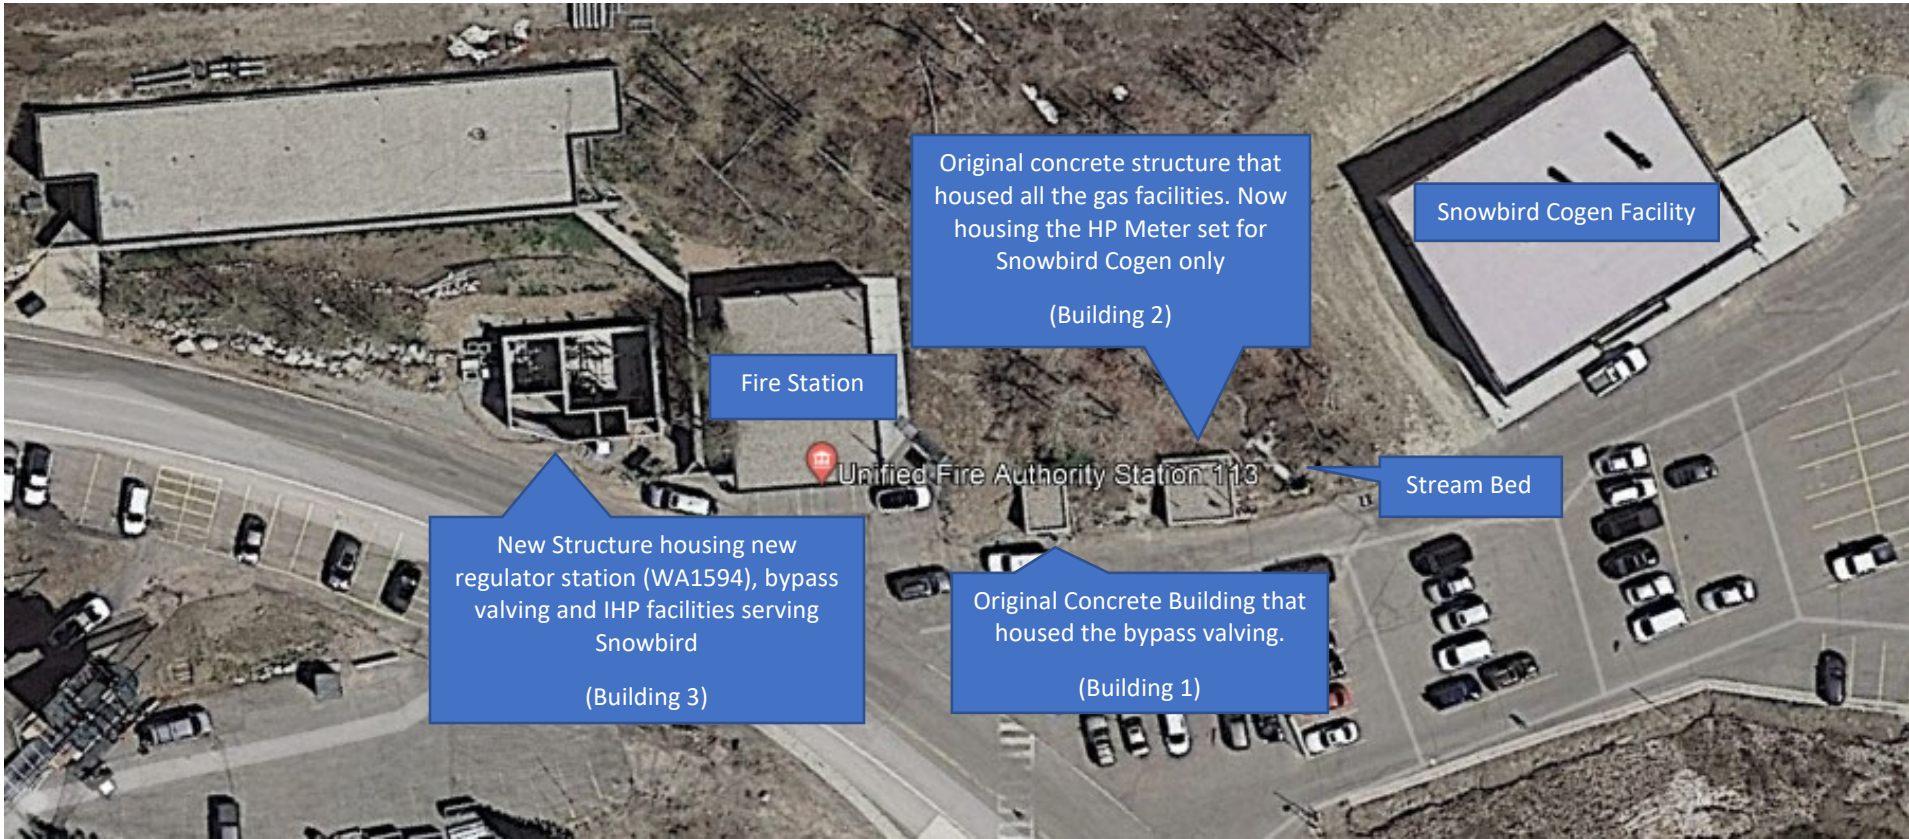 Original concrete structure that
housed all the gas facilities. Now
housing the HP Meter set for
Snowbird Cogen only
(Building 2)
Snowbird Cogen Facility
Fire Station
Unified Fire Authority Station 113
Stream Bed
New Structure housing new
regulator station (WA1594), bypass
valving and IHP facilities serving
Snowbird
(Building 3)
Original Concrete Building that
housed the bypass valving.
(Building 1)